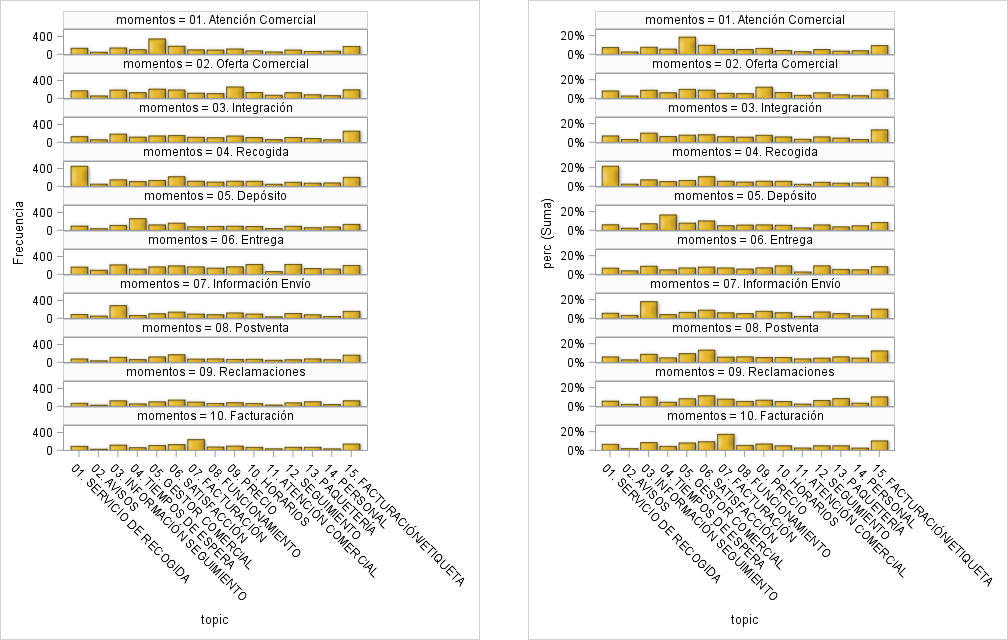 momentos = 01. Atención Comercial
400
0
momentos = 02. Oferta Comercial
400
0
momentos = 03. Integración
400
0
momentos = 04. Recogida
400
0
momentos = 05. Depósito
400
0
momentos = 06. Entrega
400
0
momentos = 07. Información Envío
400
0
momentos = 08. Postventa
400
0
momentos = 09. Reclamaciones
400
0
momentos = 10. Facturación
400
0
Frecuencia
01. SERVICIO DE RECOGIDA
02. AVISOS
03. INFORMACIÓN SEGUIMIENTO
04. TIEMPOS DE ESPERA
05. GESTOR COMERCIAL
06. SATISFACCIÓN
07. FACTURACIÓN
08. FUNCIONAMIENTO
09. PRECIO
10. HORARIOS
11. ATENCIÓN COMERCIAL
12. SEGUIMIENTO
13. PAQUETERIA
14. PERSONAL
15. FACTURACIÓN/ETIQUETA
topic
momentos = 01. Atención Comercial
20%
0%
momentos = 02. Oferta Comercial
20%
0%
momentos = 03. Integración
20%
0%
momentos = 04. Recogida
20%
0%
momentos = 05. Depósito
20%
0%
momentos = 06. Entrega
20%
0%
momentos = 07. Información Envío
20%
0%
momentos = 08. Postventa
20%
0%
momentos = 09. Reclamaciones
20%
0%
momentos = 10. Facturación
20%
0%
perc (Suma)
01. SERVICIO DE RECOGIDA
02. AVISOS
03. INFORMACIÓN SEGUIMIENTO
04. TIEMPOS DE ESPERA
05. GESTOR COMERCIAL
06. SATISFACCIÓN
07. FACTURACIÓN
08. FUNCIONAMIENTO
09. PRECIO
10. HORARIOS
11. ATENCIÓN COMERCIAL
12. SEGUIMIENTO
13. PAQUETERIA
14. PERSONAL
15. FACTURACIÓN/ETIQUETA
topic